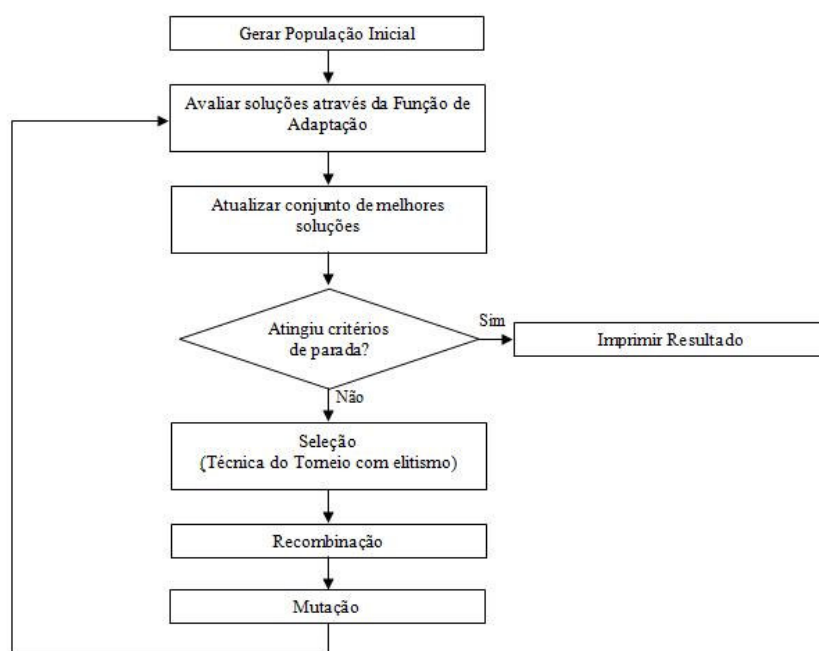 Gerar População Inicial
Avaliar soluções através da Função de
Adaptação
Atualizar conjunto de melhores
soluções
Atingiu critérios
de parada?
Sim
Imprimir Resultado
Não
Seleção
(Técnica do Torneio com elitismo)
Recombinação
Mutação